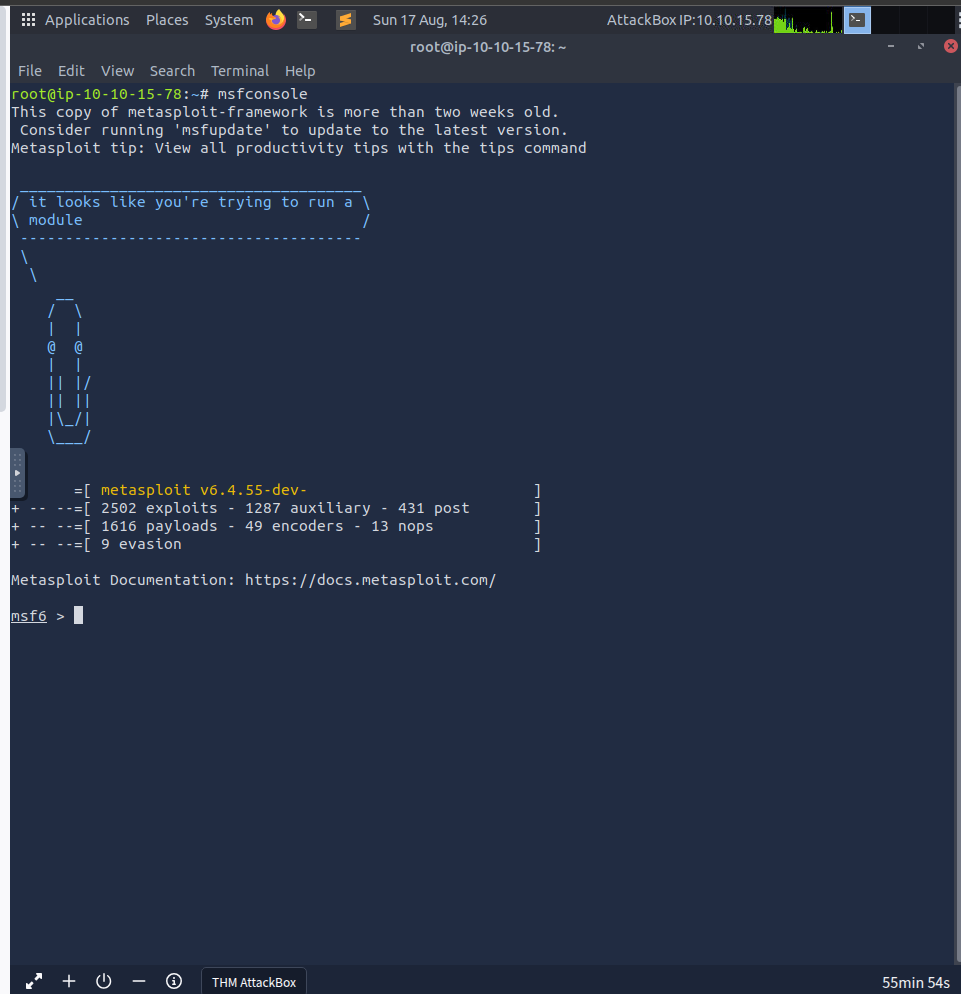 Applications Places System Sun 17 Aug, 14:26 AttackBox IP:10.10.15.78
root@ip-10-10-15-78: ~
File Edit View Search Terminal Help
root@ip-10-10-15-78:~# msfconsole
This copy of metasploit-framework is more than two weeks old.
 Consider running 'msfupdate' to update to the latest version.
Metasploit tip: View all productivity tips with the tips command
 ______________________________________
/ it looks like you're trying to run a \
\ module                               /
 --------------------------------------
 \
  \
     __
    /  \
    |  |
    @  @
    |  |
    || |/
    || ||
    |\_/|
    \___/
       =[ metasploit v6.4.55-dev-                         ]
+ -- --=[ 2502 exploits - 1287 auxiliary - 431 post       ]
+ -- --=[ 1616 payloads - 49 encoders - 13 nops           ]
+ -- --=[ 9 evasion                                       ]
Metasploit Documentation: https://docs.metasploit.com/
msf6 >
THM AttackBox 55min 54s